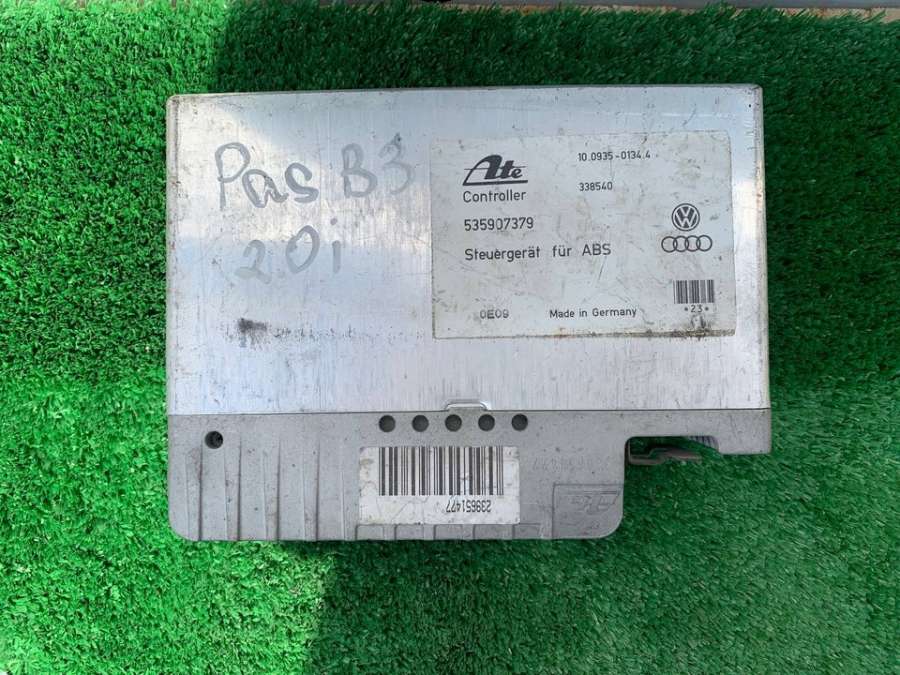 Pas B3
2.0i
Ate
10.0935-0134.4
Controller
338540
535907379
Steuergerät für ABS
0E09
Made in Germany
*23*
239651477